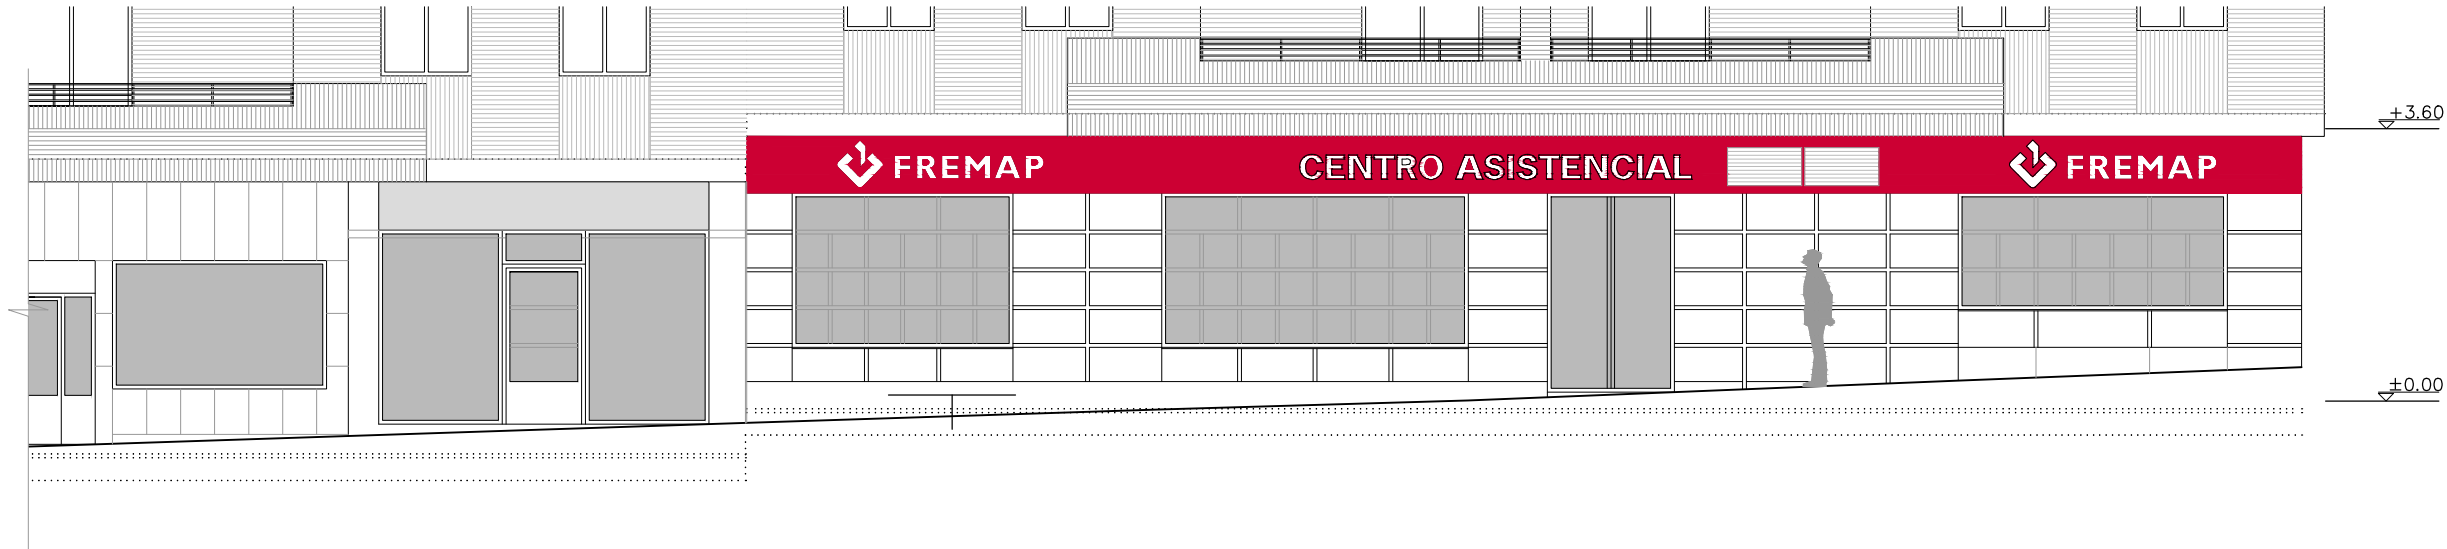 +3.60
FREMAP CENTRO ASISTENCIAL FREMAP
±0.00